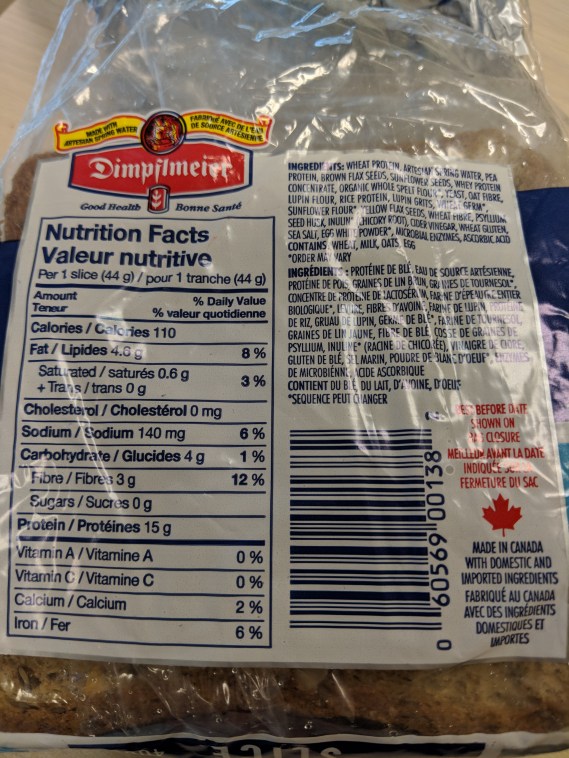 MADE WITH
ARTESIAN SPRING WATER
FABRIQUÉ AVEC DE L'EAU
DE SOURCE ARTÉSIENNE
Dimpflmeier
Good Health Bonne Santé
Nutrition Facts
Valeur nutritive
Per 1 slice (44 g) / pour 1 tranche (44 g)
Amount
Teneur
% Daily Value
% valeur quotidienne
Calories / Calories 110
Fat / Lipides 4.6 g 8 %
Saturated / saturés 0.6 g
+ Trans / trans 0 g 3 %
Cholesterol / Cholestérol 0 mg
Sodium / Sodium 140 mg 6 %
Carbohydrate / Glucides 4 g 1 %
Fibre / Fibres 3 g 12 %
Sugars / Sucres 0 g
Protein / Protéines 15 g
Vitamin A / Vitamine A 0 %
Vitamin C / Vitamine C 0 %
Calcium / Calcium 2 %
Iron / Fer 6 %
INGREDIENTS: WHEAT PROTEIN, ARTESIAN SPRING WATER, PEA
PROTEIN, BROWN FLAX SEEDS, SUNFLOWER SEEDS, WHEY PROTEIN
CONCENTRATE, ORGANIC WHOLE SPELT FLOUR, YEAST, OAT FIBRE,
LUPIN FLOUR, RICE PROTEIN, LUPIN GRITS, WHEAT GERM*,
SUNFLOWER FLOUR*, YELLOW FLAX SEEDS, WHEAT FIBRE, PSYLLIUM
SEED HUSK, INULIN* (CHICORY ROOT), CIDER VINEGAR, WHEAT GLUTEN,
SEA SALT, EGG WHITE POWDER*, MICROBIAL ENZYMES, ASCORBIC ACID
CONTAINS: WHEAT, MILK, OATS, EGG
*ORDER MAY VARY
INGRÉDIENTS: PROTÉINE DE BLÉ, EAU DE SOURCE ARTÉSIENNE,
PROTÉINE DE POIS, GRAINES DE LIN BRUN, GRAINES DE TOURNESOL*,
CONCENTRÉ DE PROTÉINE DE LACTOSÉRUM, FARINE D'ÉPEAUTRE ENTIER
BIOLOGIQUE*, LEVURE, FIBRES D'AVOINE, FARINE DE LUPIN, PROTÉINE
DE RIZ, GRUAU DE LUPIN, GERME DE BLÉ*, FARINE DE TOURNESOL,
GRAINES DE LIN JAUNE, FIBRE DE BLÉ, COSSE DE GRAINES DE
PSYLLIUM, INULINE* (RACINE DE CHICORÉE), VINAIGRE DE CIDRE,
GLUTEN DE BLÉ, SEL MARIN, POUDRE DE BLANC D'OEUF*, ENZYMES
DE MICROBIENNE, ACIDE ASCORBIQUE
CONTIENT DU BLÉ, DU LAIT, D'AVOINE, D'OEUF
*SEQUENCE PEUT CHANGER
0 60569 00138
BEST BEFORE DATE
SHOWN ON
BAG CLOSURE
MEILLEUR AVANT LA DATE
INDIQUÉE SUR LA
FERMETURE DU SAC
MADE IN CANADA
WITH DOMESTIC AND
IMPORTED INGREDIENTS
FABRIQUÉ AU CANADA
AVEC DES INGRÉDIENTS
DOMESTIQUES ET
IMPORTÉS
SLICE